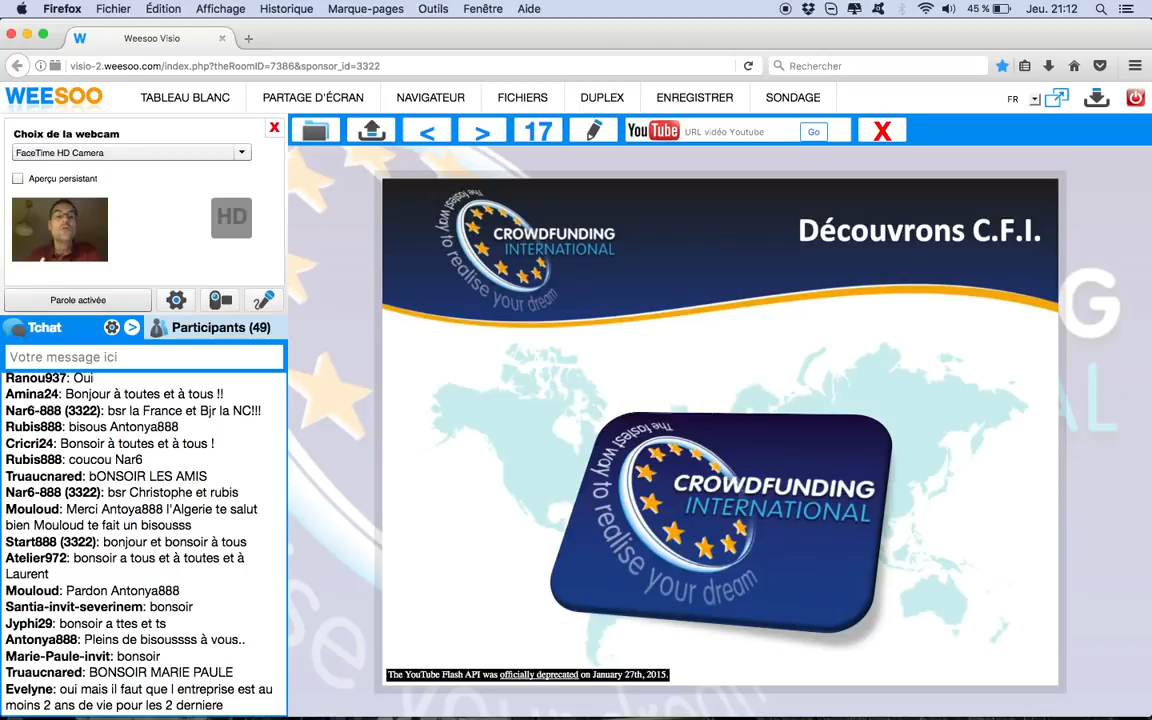 Firefox Fichier Édition Affichage Historique Marque-pages Outils Fenêtre Aide 45 % Jeu. 21:12
W Weesoo Visio
visio-2.weesoo.com/index.php?theRoomID=7386&sponsor_id=3322
Rechercher
WEESOO TABLEAU BLANC PARTAGE D'ÉCRAN NAVIGATEUR FICHIERS DUPLEX ENREGISTRER SONDAGE FR
Choix de la webcam X
FaceTime HD Camera
Aperçu persistant
HD
Parole activée
Tchat > Participants (49)
Votre message ici
Ranou937: Oui
Amina24: Bonjour à toutes et à tous !!
Nar6-888 (3322): bsr la France et Bjr la NC!!!
Rubis888: bisous Antonya888
Cricri24: Bonsoir à toutes et à tous !
Rubis888: coucou Nar6
Truaucnared: bONSOIR LES AMIS
Nar6-888 (3322): bsr Christophe et rubis
Mouloud: Merci Antoya888 l'Algerie te salut
bien Mouloud te fait un bisousss
Start888 (3322): bonjour et bonsoir à tous
Atelier972: bonsoir a tous et à toutes et à
Laurent
Mouloud: Pardon Antonya888
Santia-invit-severinem: bonsoir
Jyphi29: bonsoir a ttes et ts
Antonya888: Pleins de bisoussss à vous..
Marie-Paule-invit: bonsoir
Truaucnared: BONSOIR MARIE PAULE
Evelyne: oui mais il faut que l entreprise est au
moins 2 ans de vie pour les 2 derniere
< > 17 YouTube URL vidéo Youtube Go X
The fastest way to realise your dream
CROWDFUNDING
INTERNATIONAL
Découvrons C.F.I.
The fastest way to realise your dream
CROWDFUNDING
INTERNATIONAL
The YouTube Flash API was officially deprecated on January 27th, 2015.